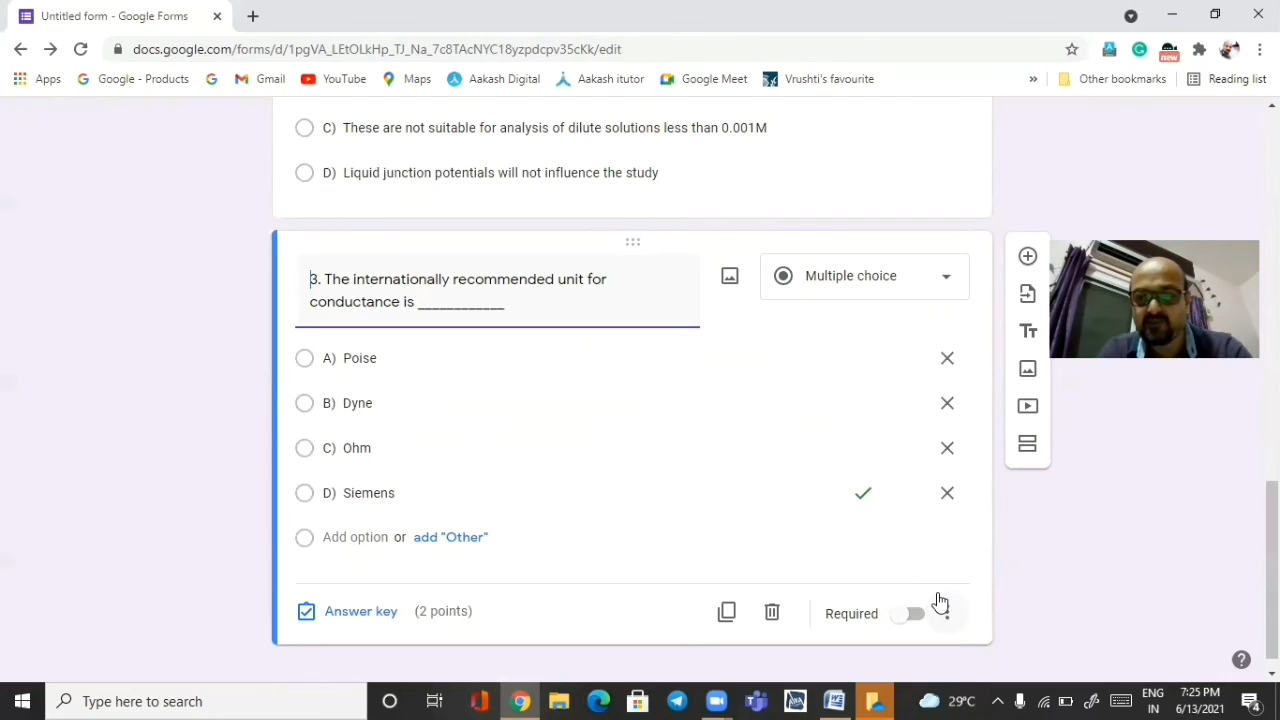 Untitled form - Google Forms
docs.google.com/forms/d/1pgVA_LEtOLkHp_TJ_Na_7c8TAcNYC18yzpdcpv35cKk/edit
Apps
Google - Products
Gmail
YouTube
Maps
Aakash Digital
Aakash itutor
Google Meet
Vrushti's favourite
»
Other bookmarks
Reading list
new
C) These are not suitable for analysis of dilute solutions less than 0.001M
D) Liquid junction potentials will not influence the study
3. The internationally recommended unit for
conductance is ____________
Multiple choice
A) Poise
B) Dyne
C) Ohm
D) Siemens
Add option or add "Other"
Answer key (2 points)
Required
Type here to search
29°C
ENG
IN
7:25 PM
6/13/2021
4